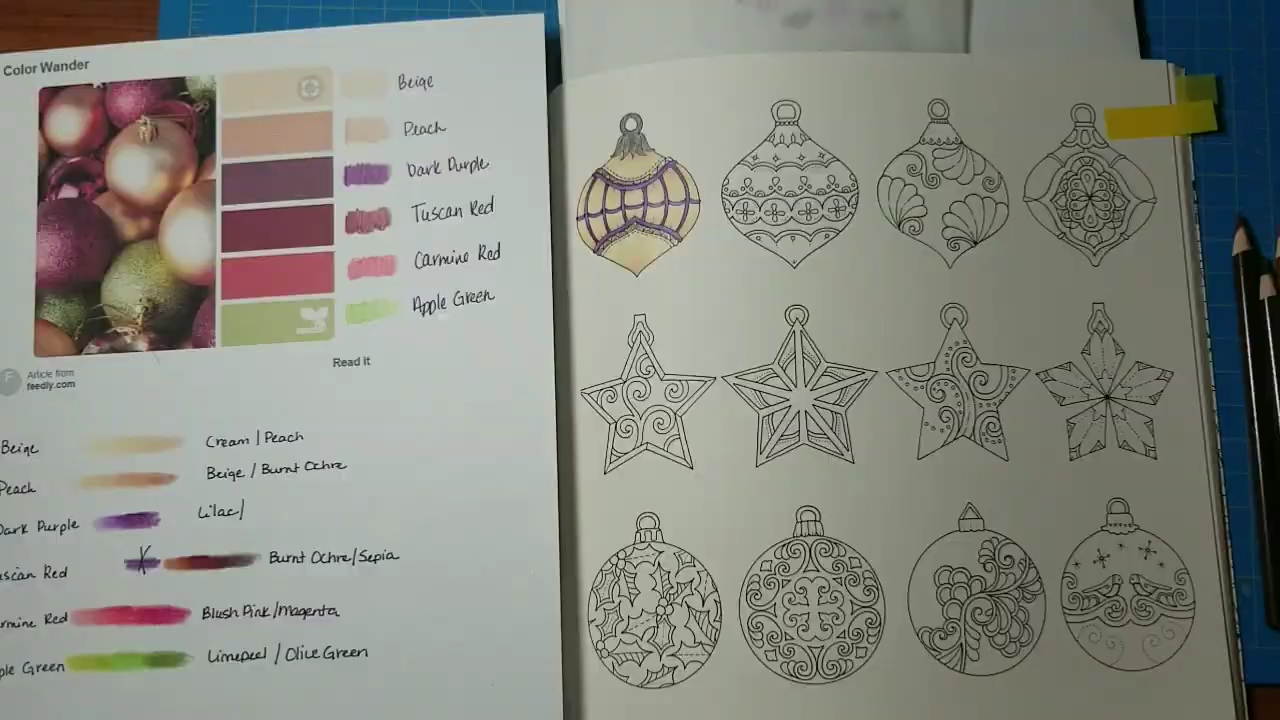 Color Wander
Beige
Peach
Dark Purple
Tuscan Red
Carmine Red
Apple Green
Read it
F
Article from
feedly.com
Beige
Cream/Peach
Peach
Beige/Burnt Ochre
Dark Purple
Lilac/
uscan Red
Burnt Ochre/Sepia
rmine Red
Blush Pink/Magenta
ple Green
Limepeel/Olive Green